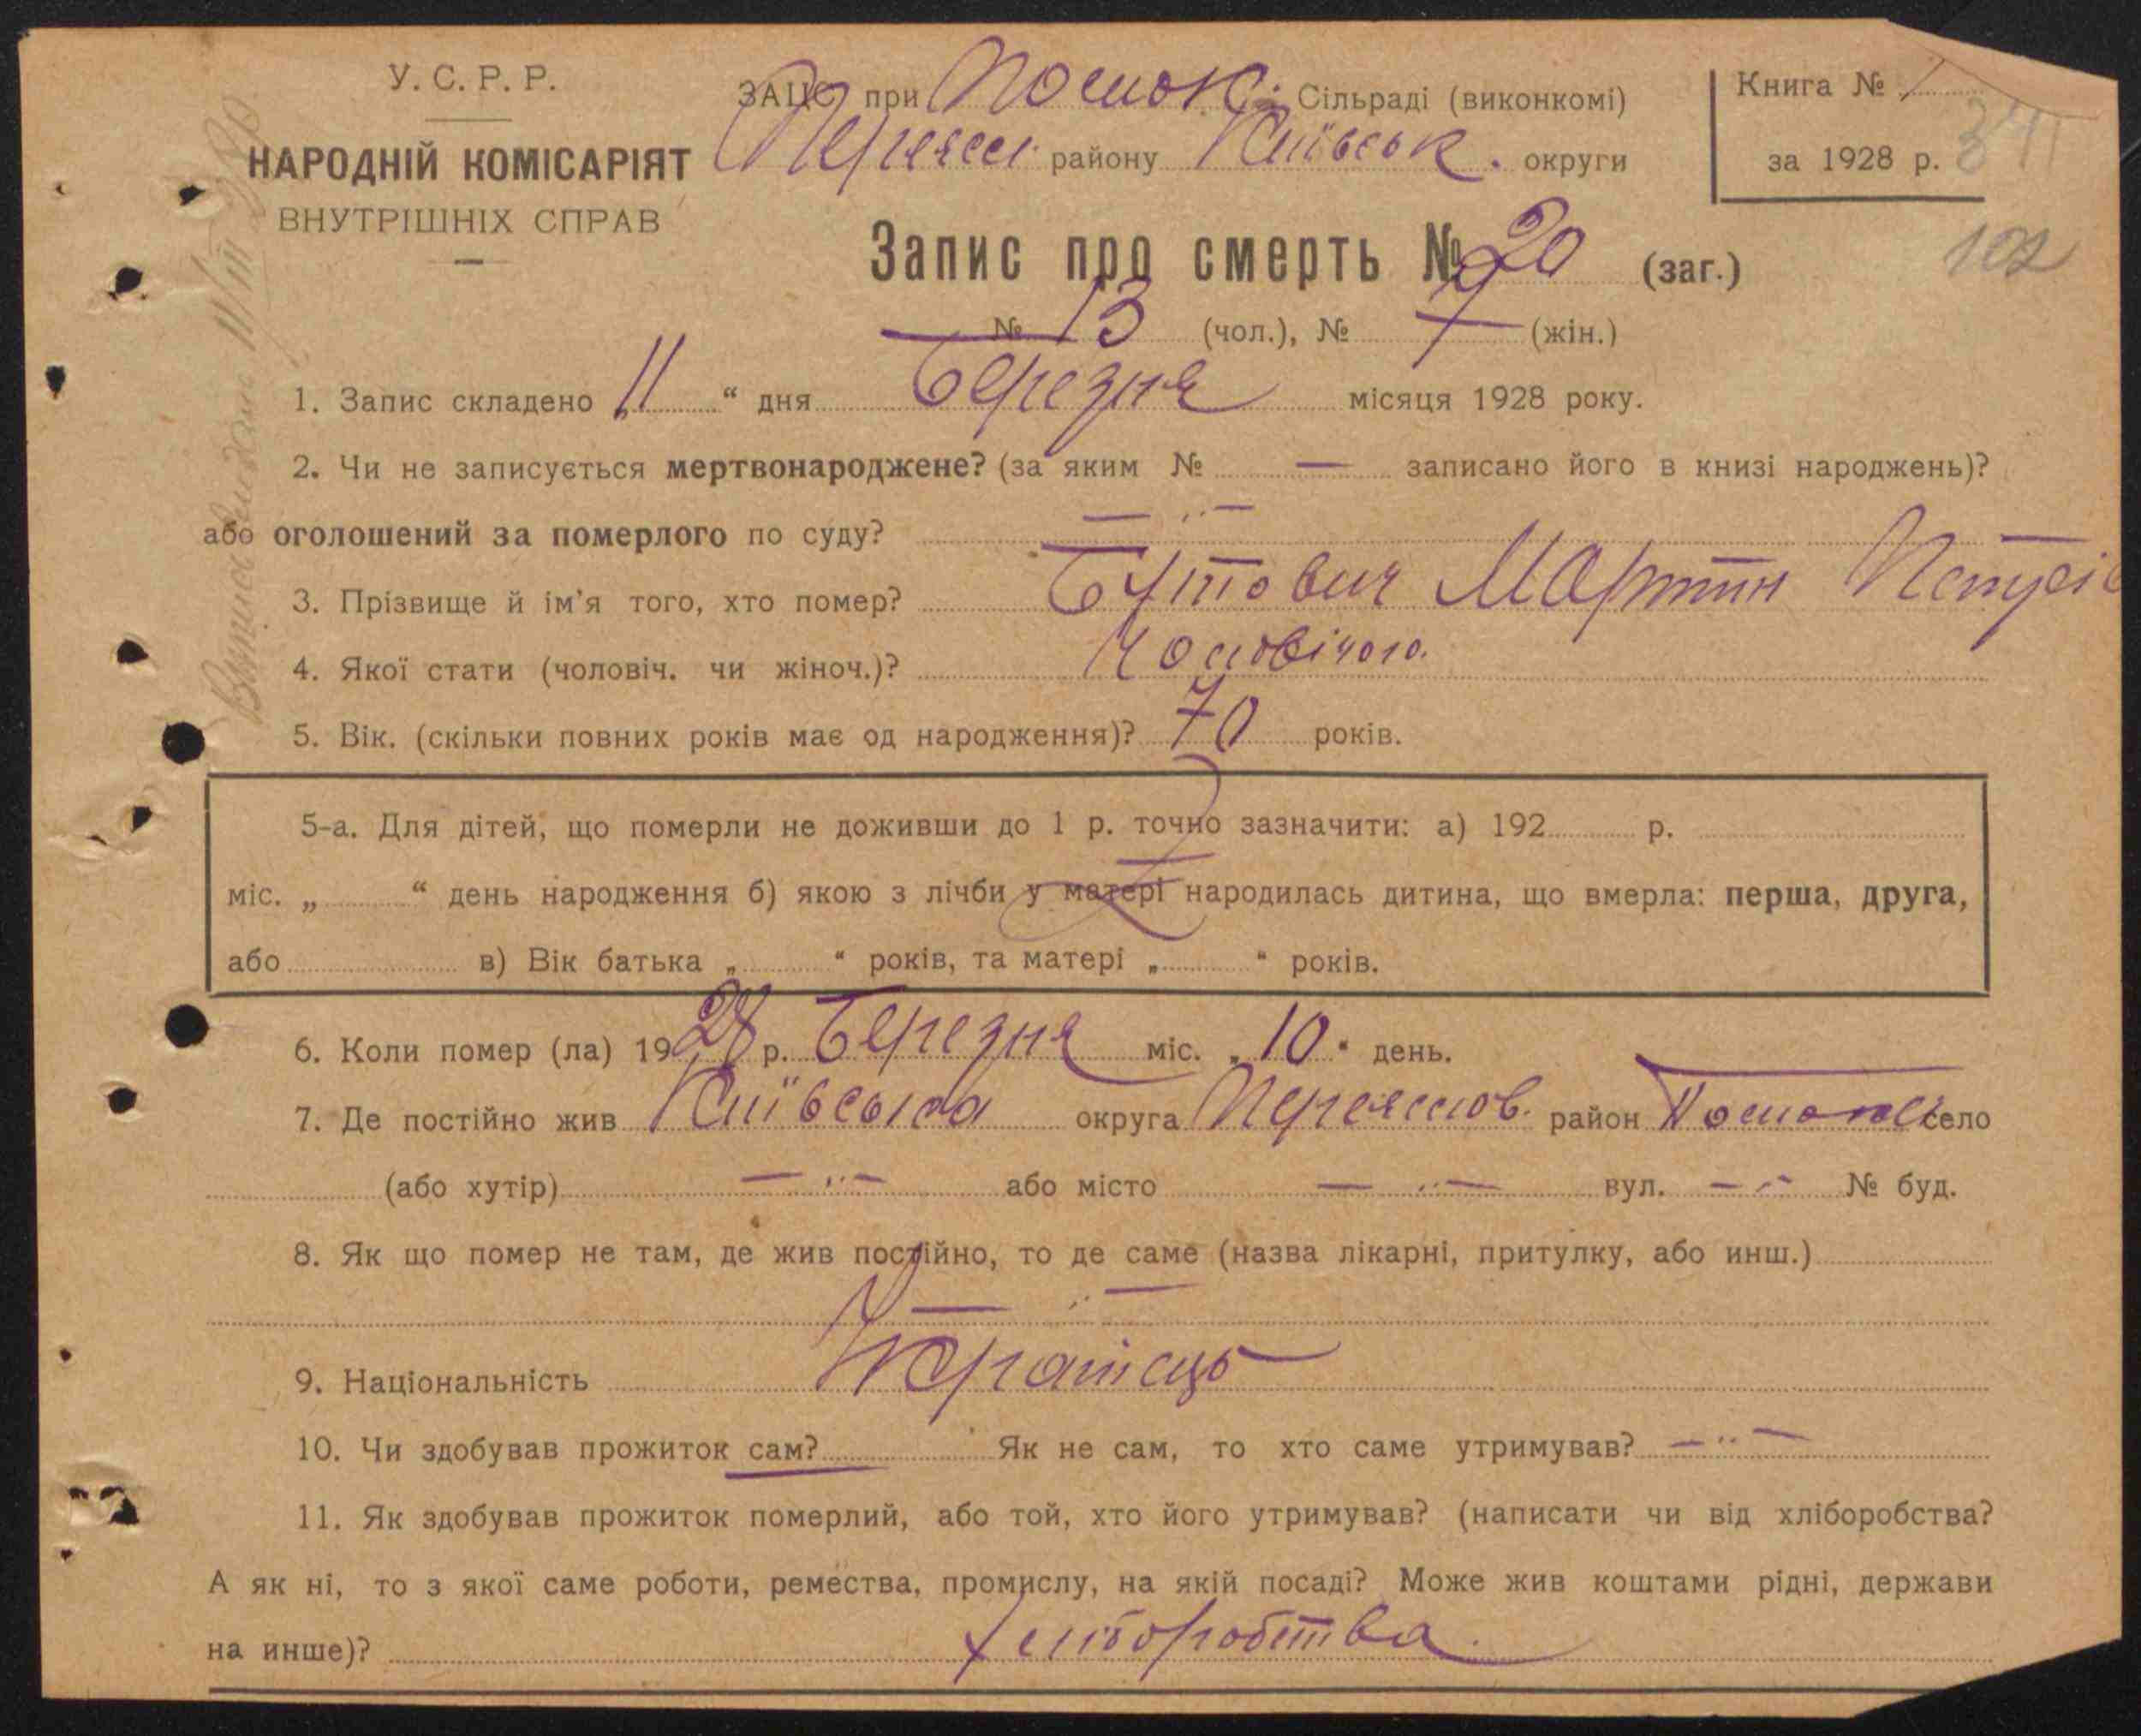 У.С.Р.Р.
НАРОДНІЙ КОМІСАРІЯТ
ВНУТРІШНІХ СПРАВ
ЗАЦС при Помок. Сільраді (виконкомі)
Переясл. району Київськ. округи
Книга № 1
за 1928 р.
102
Запис про смерть № 20 (заг.)
№ 13 (чол.), № 7 (жін.)
1. Запис складено „11“ дня Березня місяця 1928 року.
2. Чи не записується мертвонароджене? (за яким № — записано його в книзі народжень)?
або оголошений за померлого по суду? — „ —
3. Прізвище й ім'я того, хто помер? Бутович Мартин
4. Якої стати (чоловіч. чи жіноч.)? Чоловічого.
5. Вік. (скільки повних років має од народження)? 70 років.
5-а. Для дітей, що померли не доживши до 1 р. точно зазначити: а) 192 р.
міс. „ “ день народження б) якою з лічби у матері народилась дитина, що вмерла: перша, друга,
або в) Вік батька „ “ років, та матері „ “ років.
6. Коли помер (ла) 1928 р. Березня міс. „10“ день.
7. Де постійно жив Київська округа Переяслов. район село
(або хутір) — „ — або місто — „ — вул. — „ — № буд.
8. Як що помер не там, де жив постійно, то де саме (назва лікарні, притулку, або инш.)
— „ —
9. Національність Українець
10. Чи здобував прожиток сам? Як не сам, то хто саме утримував? — „ —
11. Як здобував прожиток померлий, або той, хто його утримував? (написати чи від хліборобства?
А як ні, то з якої саме роботи, ремества, промислу, на якій посаді? Може жив коштами рідні, держави
на инше)? Хліборобства.